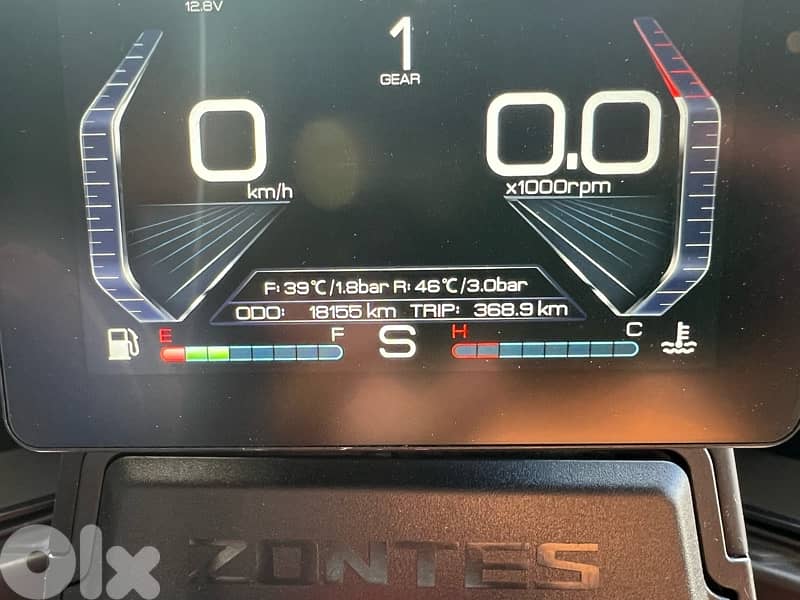 12.8V
1
GEAR
0
0.0
km/h
x1000rpm
F: 39℃/1.8bar R: 46℃/3.0bar
ODO: 18155 km TRIP: 368.9 km
E F S H C
ZONTES
olx